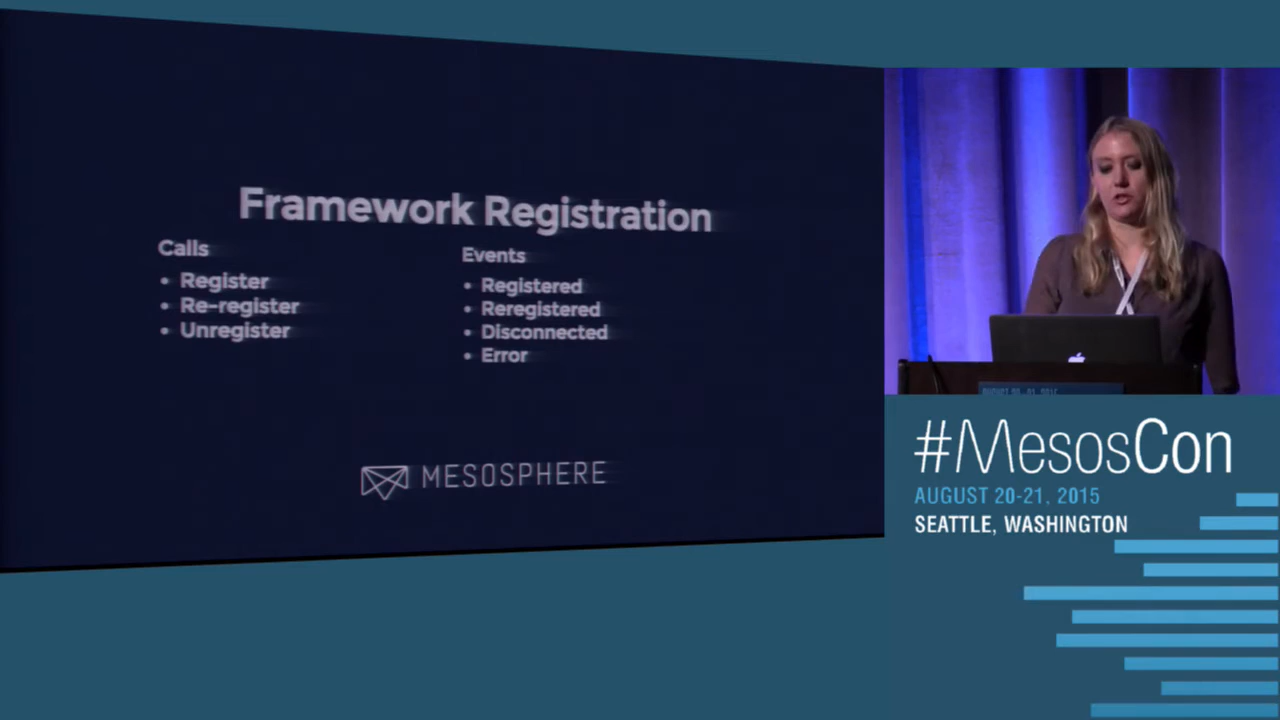 Framework Registration
Calls
• Register
• Re-register
• Unregister
Events
• Registered
• Reregistered
• Disconnected
• Error
MESOSPHERE
#MesosCon
AUGUST 20-21, 2015
SEATTLE, WASHINGTON